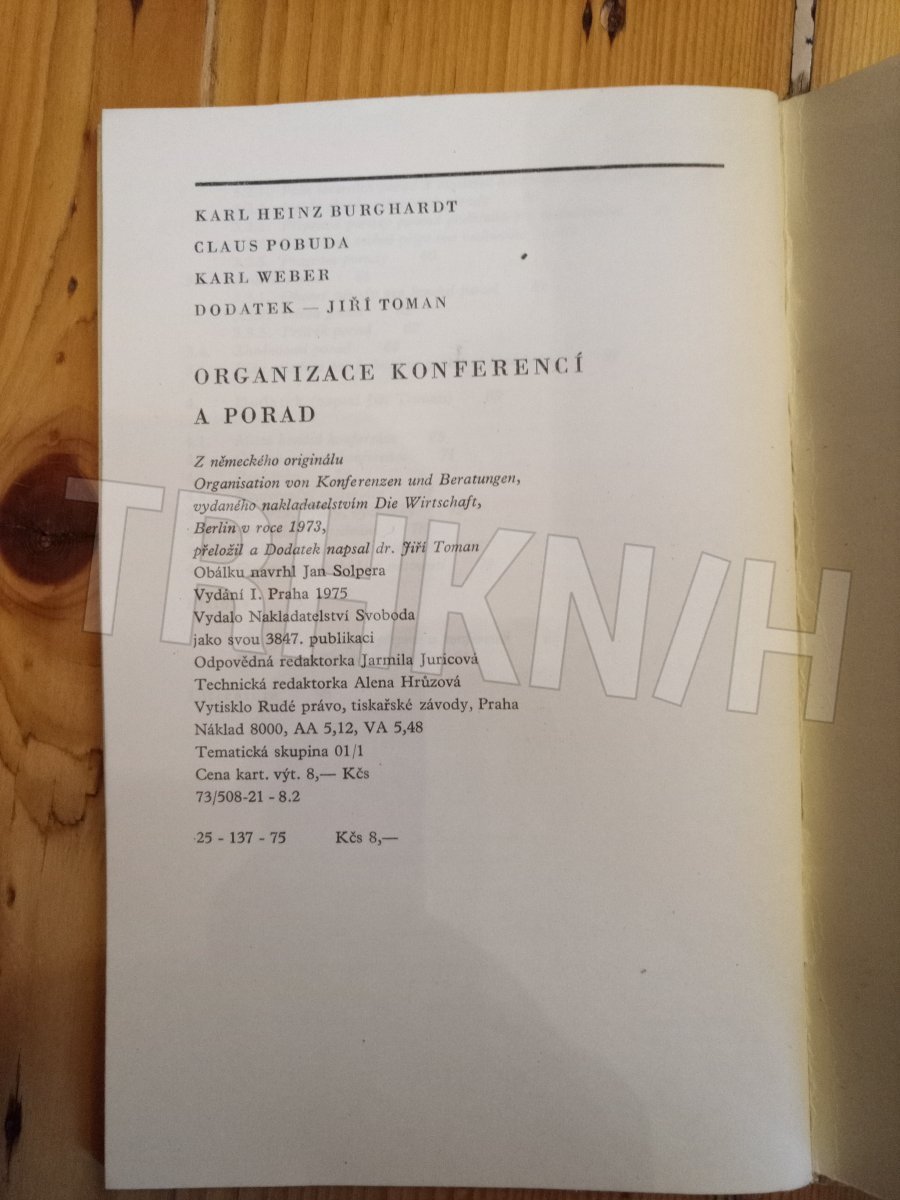 KARL HEINZ BURGHARDT
CLAUS POBUDA
KARL WEBER
DODATEK — JIŘÍ TOMAN
ORGANIZACE KONFERENCÍ
A PORAD
Z německého originálu
Organisation von Konferenzen und Beratungen,
vydaného nakladatelstvím Die Wirtschaft,
Berlin v roce 1973,
přeložil a Dodatek napsal dr. Jiří Toman
Obálku navrhl Jan Solpera
Vydání I. Praha 1975
Vydalo Nakladatelství Svoboda
jako svou 3847. publikaci
Odpovědná redaktorka Jarmila Juricová
Technická redaktorka Alena Hrůzová
Vytisklo Rudé právo, tiskařské závody, Praha
Náklad 8000, AA 5,12, VA 5,48
Tematická skupina 01/1
Cena kart. výt. 8,— Kčs
73/508-21 - 8.2
25 - 137 - 75 Kčs 8,—
TRHKN/H